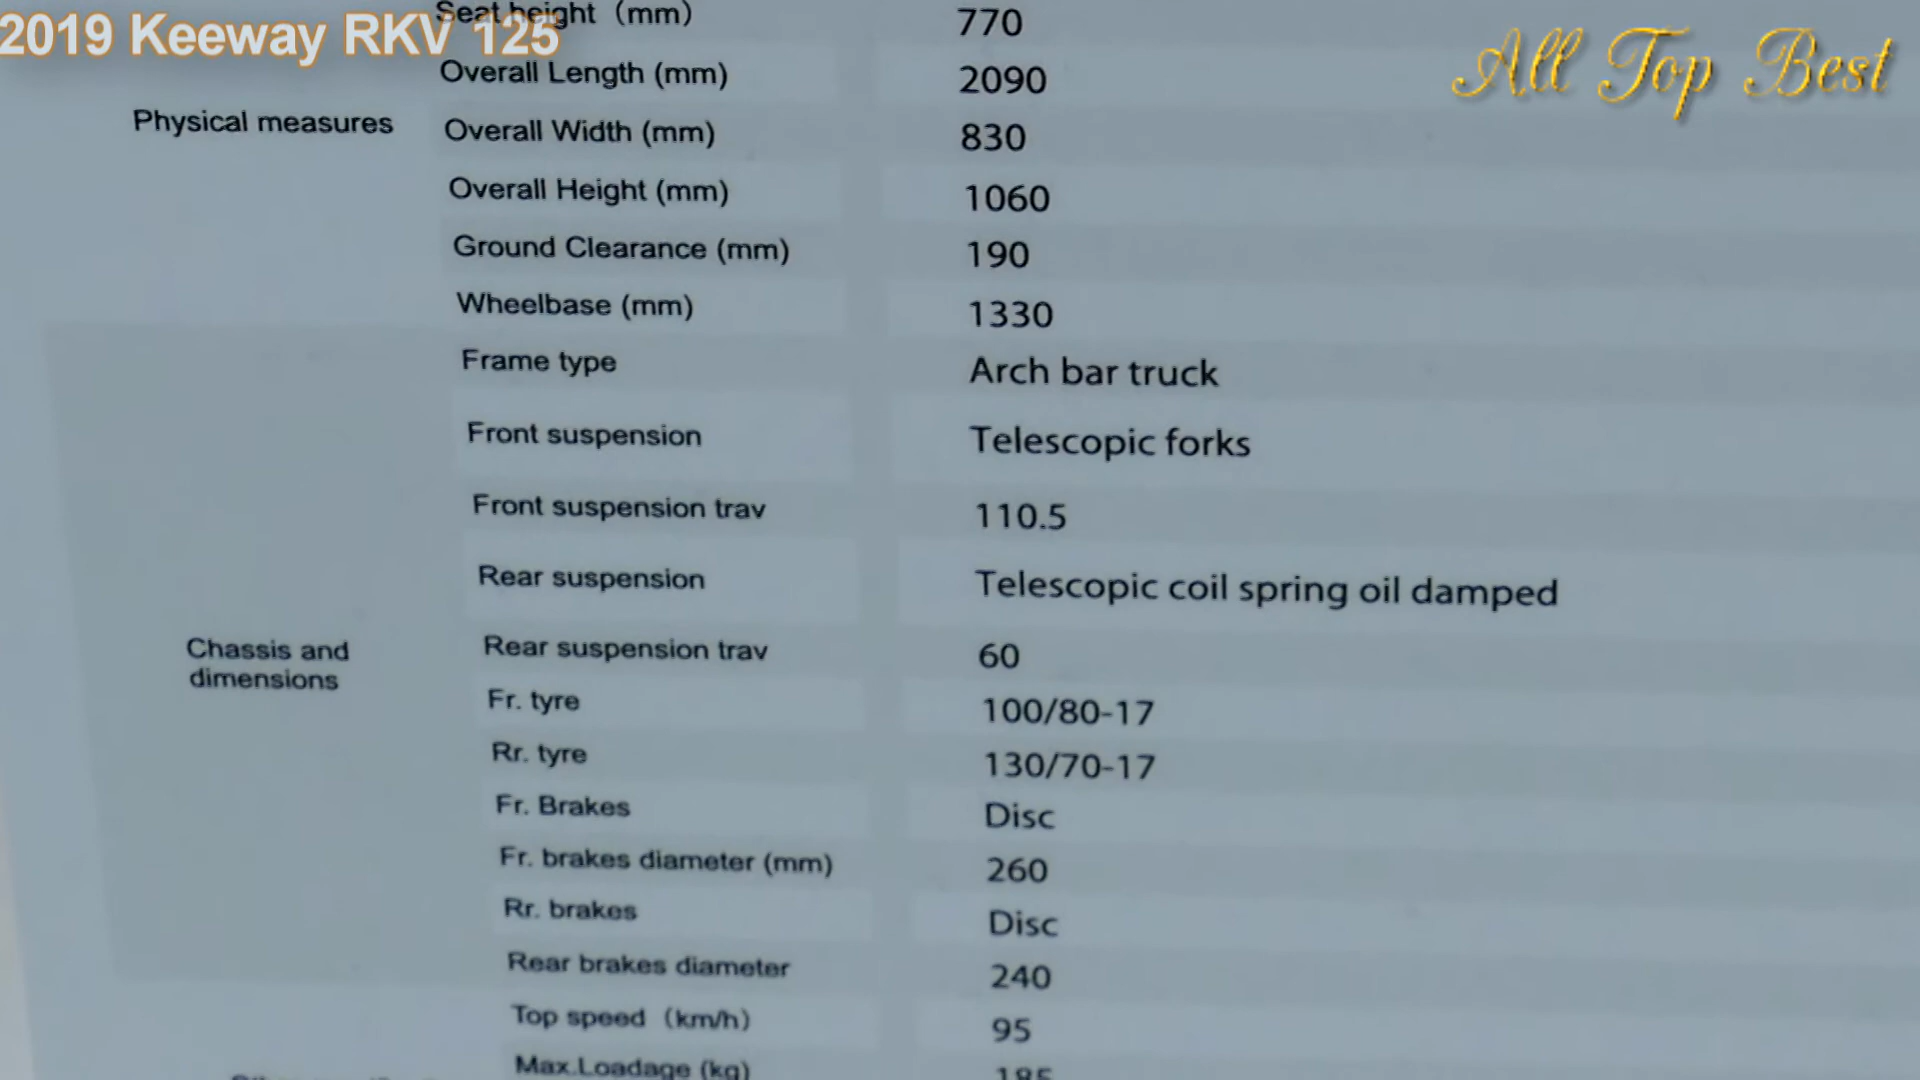 2019 Keeway RKV 125
All Top Best
Seat height (mm) 770
Overall Length (mm) 2090
Physical measures
Overall Width (mm) 830
Overall Height (mm) 1060
Ground Clearance (mm) 190
Wheelbase (mm) 1330
Frame type Arch bar truck
Front suspension Telescopic forks
Front suspension trav 110.5
Rear suspension Telescopic coil spring oil damped
Chassis and
dimensions
Rear suspension trav 60
Fr. tyre 100/80-17
Rr. tyre 130/70-17
Fr. Brakes Disc
Fr. brakes diameter (mm) 260
Rr. brakes Disc
Rear brakes diameter 240
Top speed (km/h) 95
Max.Loadage (kg)